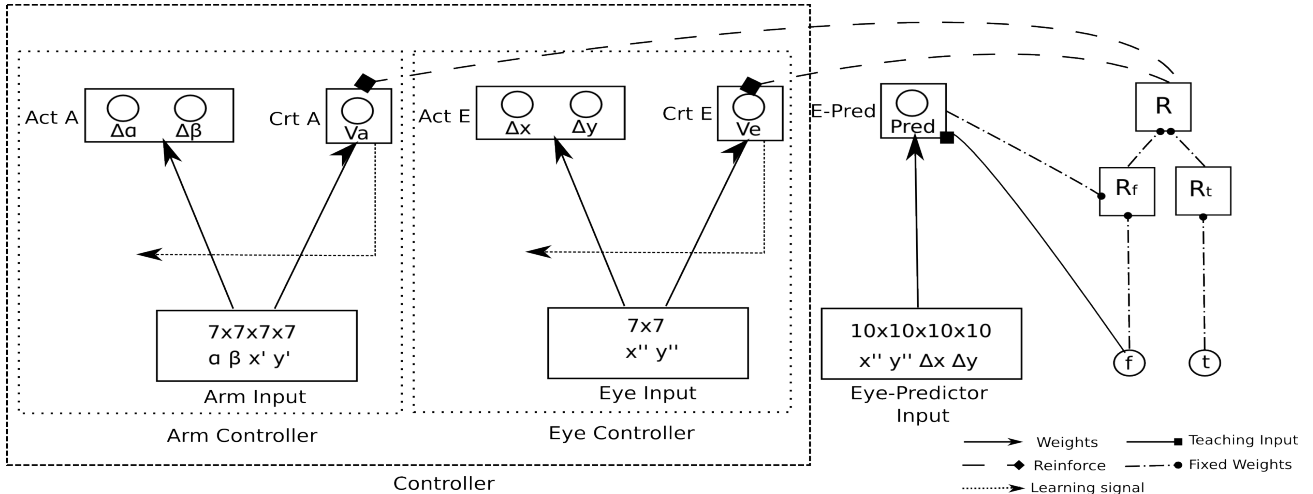 Act A
Δα Δβ
Crt A
Va
Act E
Δx Δy
Crt E
Ve
E-Pred
Pred
R
Rf
Rt
7x7x7x7x7
α β x' y'
Arm Input
Arm Controller
7x7
x'' y''
Eye Input
Eye Controller
Controller
10x10x10x10
x'' y'' Δx Δy
Eye-Predictor
Input
f
t
Weights
Teaching Input
Reinforce
Fixed Weights
Learning signal